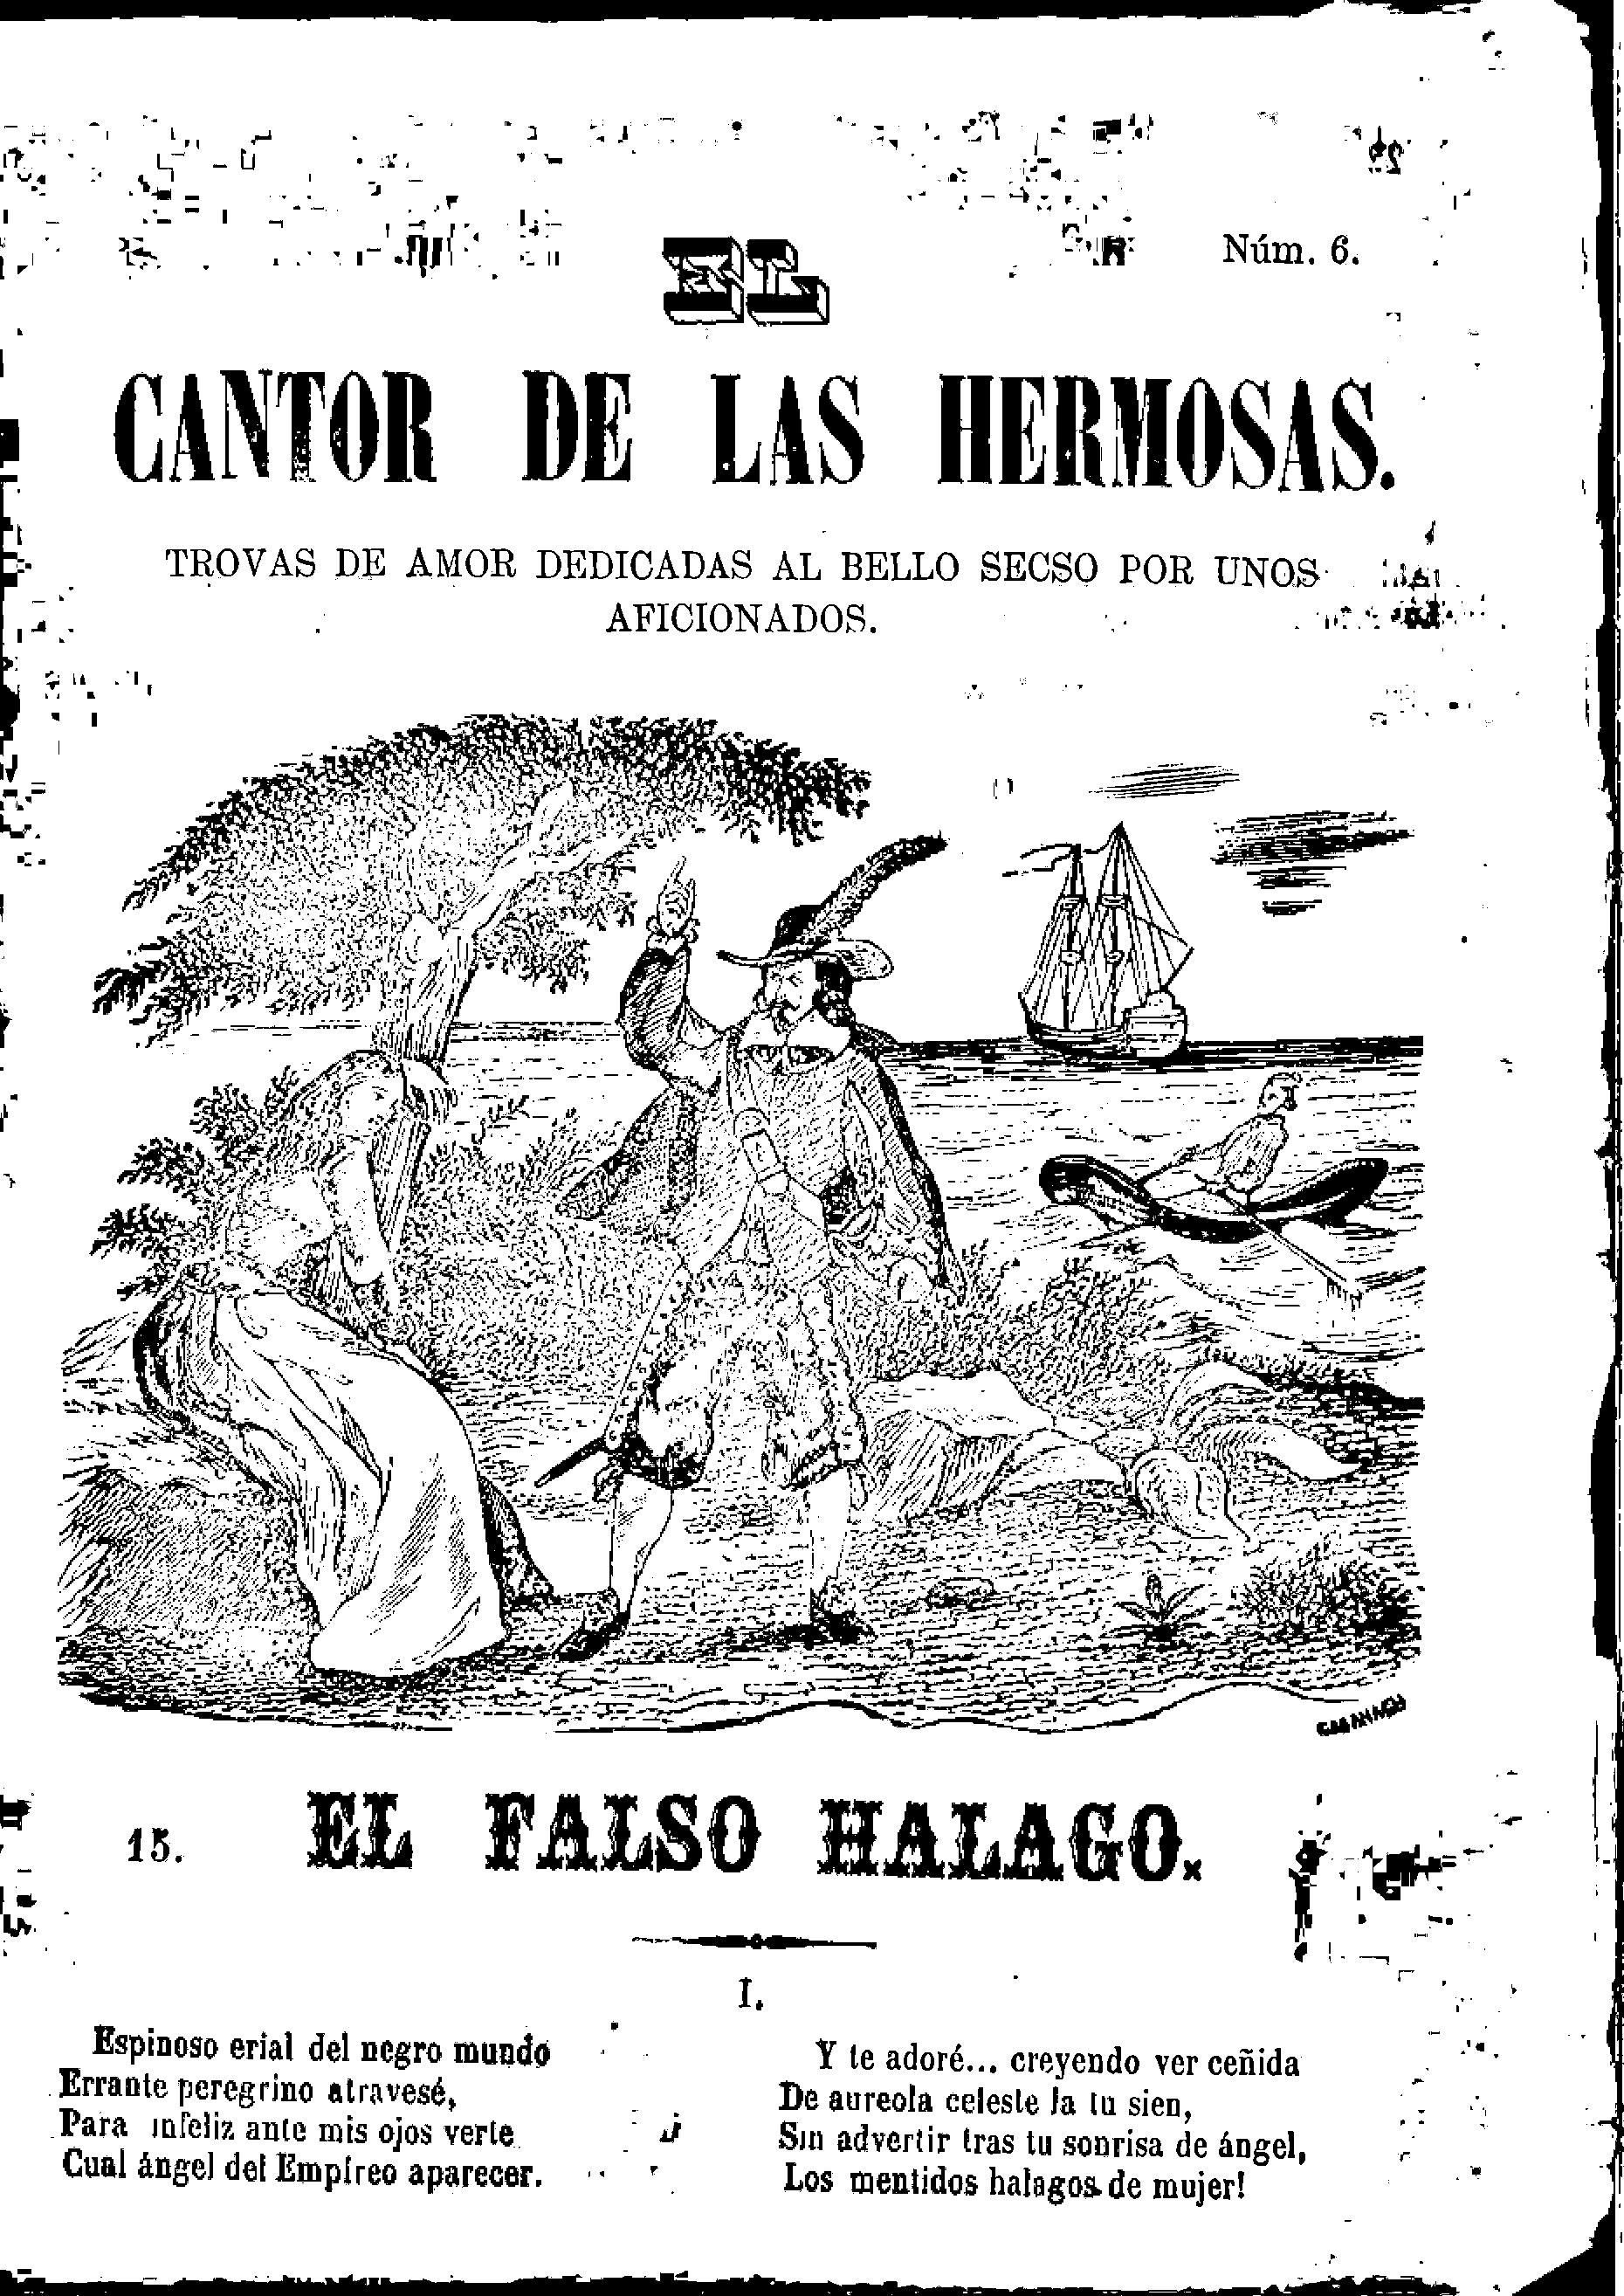 Núm. 6.
EL
CANTOR DE LAS HERMOSAS.
TROVAS DE AMOR DEDICADAS AL BELLO SECSO POR UNOS
AFICIONADOS.
15.
EL FALSO HALAGO.
I.
Espinoso erial del negro mundo
Errante peregrino atravesé,
Para infeliz ante mis ojos verte
Cual ángel del Empíreo aparecer.
Y te adoré... creyendo ver ceñida
De aureola celeste la tu sien,
Sin advertir tras tu sonrisa de ángel,
Los mentidos halagos de mujer!